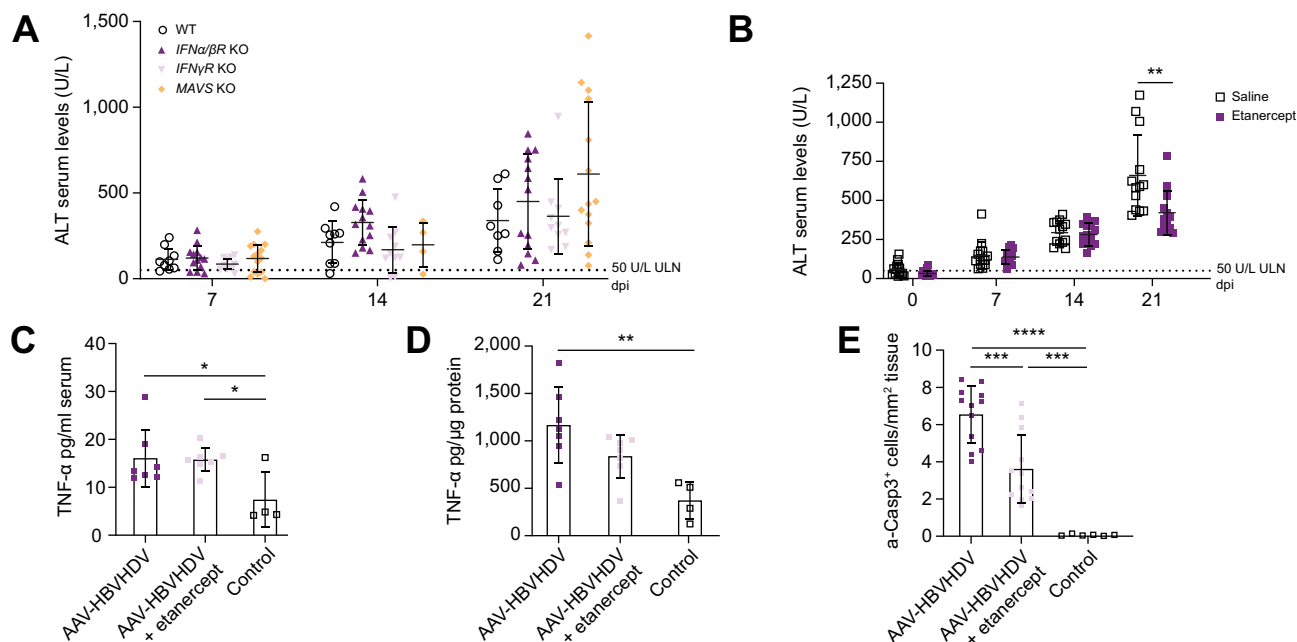 A
ALT serum levels (U/L)
1,500
1,000
500
0
WT
IFNα/βR KO
IFNγR KO
MAVS KO
50 U/L ULN
dpi
7
14
21
B
ALT serum levels (U/L)
1,250
1,000
750
500
250
0
**
Saline
Etanercept
50 U/L ULN
dpi
0
7
14
21
C
TNF-α pg/ml serum
40
30
20
10
0
*
*
AAV-HBVHDV
AAV-HBVHDV
+ etanercept
Control
D
TNF-α pg/µg protein
2,000
1,500
1,000
500
0
**
AAV-HBVHDV
AAV-HBVHDV
+ etanercept
Control
E
a-Casp3⁺ cells/mm² tissue
10
8
6
4
2
0
****
***
***
AAV-HBVHDV
AAV-HBVHDV
+ etanercept
Control